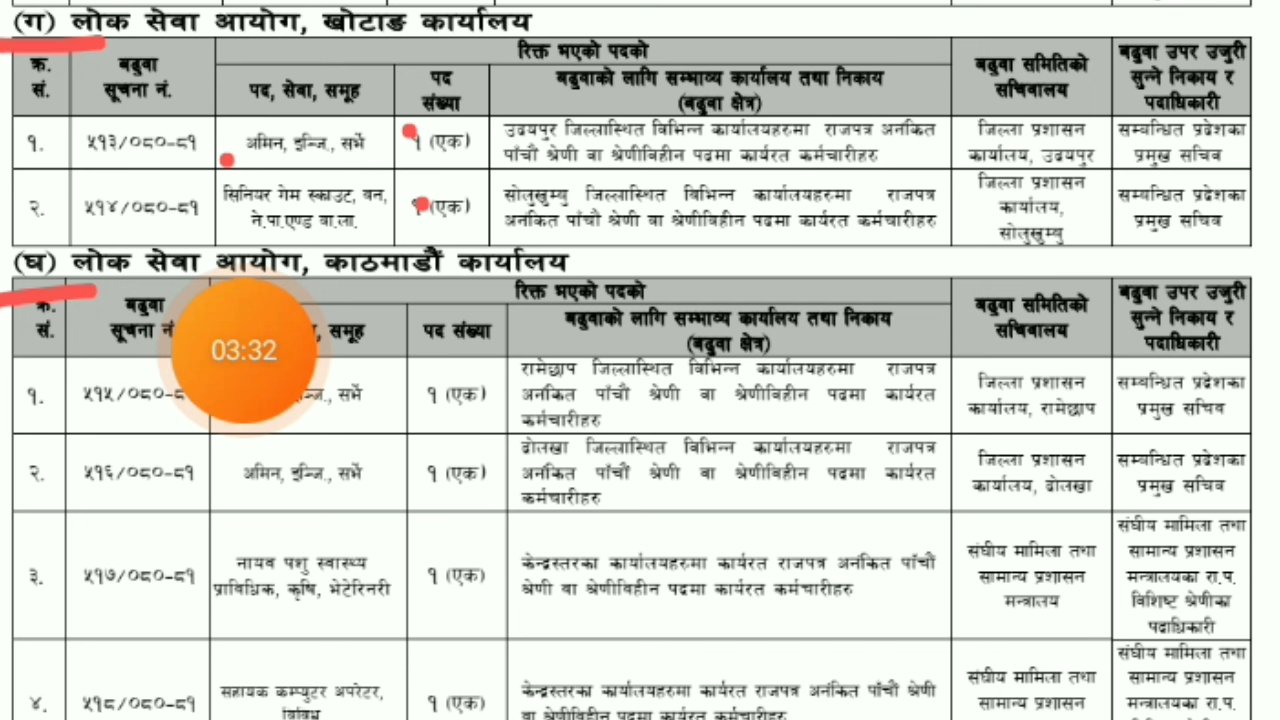 (ग) लोक सेवा आयोग, खोटाङ कार्यालय
क्र. सं.
बढुवा सूचना नं.
रिक्त भएको पदको
पद, सेवा, समूह
पद संख्या
बढुवाको लागि सम्भाव्य कार्यालय तथा निकाय
(बढुवा क्षेत्र)
बढुवा समितिको सचिवालय
बढुवा उपर उजुरी
सुन्ने निकाय र
पदाधिकारी
१.
५१३/०८०-८१
अमिन, इन्जि., सर्भे
१ (एक)
उदयपुर जिल्लास्थित विभिन्न कार्यालयहरुमा राजपत्र अनंकित
पाँचौ श्रेणी वा श्रेणीविहीन पदमा कार्यरत कर्मचारीहरु
जिल्ला प्रशासन
कार्यालय, उदयपुर
सम्बन्धित प्रदेशका
प्रमुख सचिव
२.
५१४/०८०-८१
सिनियर गेम स्काउट, वन,
ने.पा.एण्ड वा.ला.
१ (एक)
सोलुखुम्बु जिल्लास्थित विभिन्न कार्यालयहरुमा राजपत्र
अनंकित पाँचौ श्रेणी वा श्रेणीविहीन पदमा कार्यरत कर्मचारीहरु
जिल्ला प्रशासन
कार्यालय,
सोलुखुम्बु
सम्बन्धित प्रदेशका
प्रमुख सचिव
(घ) लोक सेवा आयोग, काठमाडौं कार्यालय
क्र. सं.
बढुवा
सूचना नं
रिक्त भएको पदको
समूह
पद संख्या
बढुवाको लागि सम्भाव्य कार्यालय तथा निकाय
(बढुवा क्षेत्र)
बढुवा समितिको
सचिवालय
बढुवा उपर उजुरी
सुन्ने निकाय र
पदाधिकारी
03:32
१.
५१५/०८०-८
सर्भे
१ (एक)
रामेछाप जिल्लास्थित विभिन्न कार्यालयहरुमा राजपत्र
अनंकित पाँचौ श्रेणी वा श्रेणीविहीन पदमा कार्यरत
कर्मचारीहरु
जिल्ला प्रशासन
कार्यालय, रामेछाप
सम्बन्धित प्रदेशका
प्रमुख सचिव
२.
५१६/०८०-८१
अमिन, इन्जि., सर्भे
१ (एक)
दोलखा जिल्लास्थित विभिन्न कार्यालयहरुमा राजपत्र
अनंकित पाँचौं श्रेणी वा श्रेणीविहीन पदमा कार्यरत
कर्मचारीहरु
जिल्ला प्रशासन
कार्यालय, दोलखा
सम्बन्धित प्रदेशका
प्रमुख सचिव
३.
५१७/०८०-८१
नायव पशु स्वास्थ्य
प्राविधिक, कृषि, भेटेरिनरी
१ (एक)
केन्द्रस्तरका कार्यालयहरुमा कार्यरत राजपत्र अनंकित पाँचौं
श्रेणी वा श्रेणीविहीन पदमा कार्यरत कर्मचारीहरु
संघीय मामिला तथा
सामान्य प्रशासन
मन्त्रालय
संघीय मामिला तथा
सामान्य प्रशासन
मन्त्रालयका रा.प.
विशिष्ट श्रेणीका
पदाधिकारी
४.
५१८/०८०-८१
सहायक कम्प्युटर अपरेटर,
विविध
१ (एक)
केन्द्रस्तरका कार्यालयहरुमा कार्यरत राजपत्र अनंकित पाँचौं श्रेणी
वा श्रेणीविहीन पदमा कार्यरत कर्मचारीहरु
संघीय मामिला तथा
सामान्य प्रशासन
संघीय मामिला तथा
सामान्य प्रशासन
मन्त्रालयका रा.प.